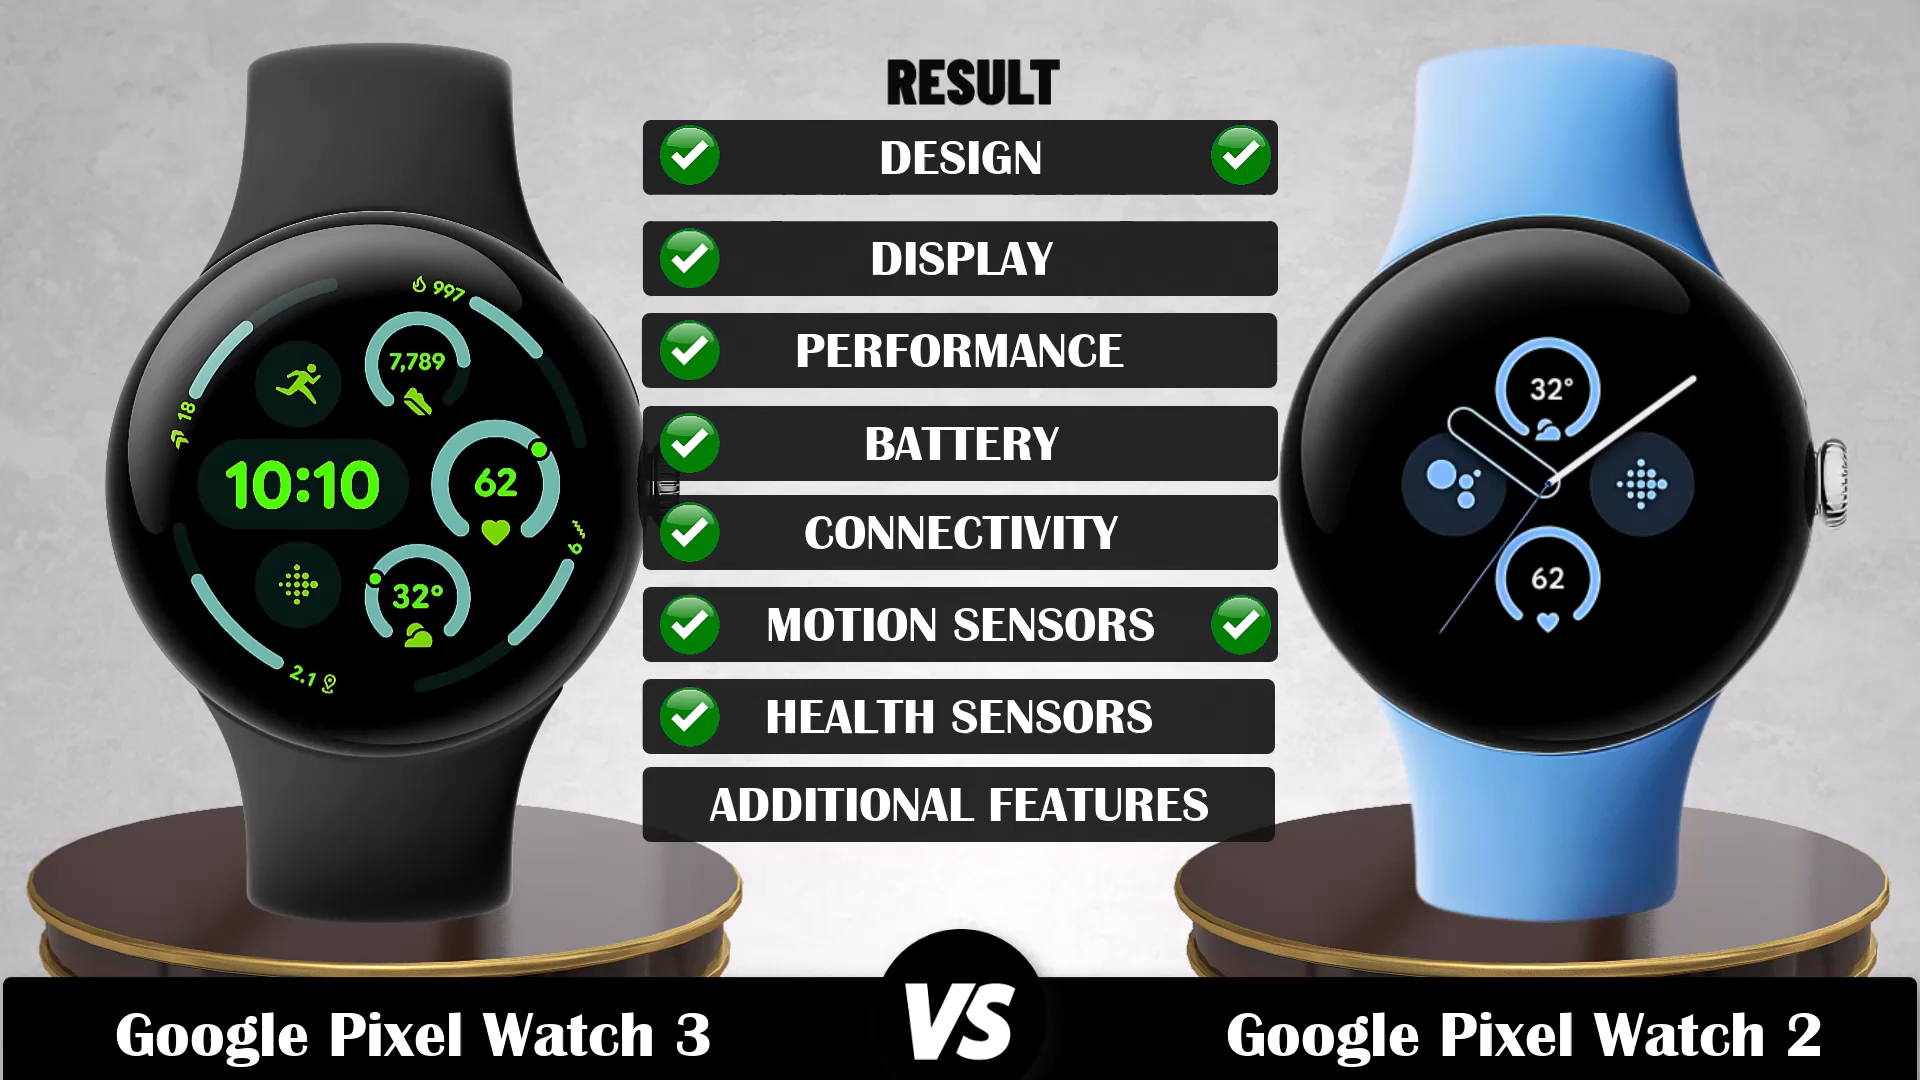 RESULT
DESIGN
DISPLAY
PERFORMANCE
BATTERY
CONNECTIVITY
MOTION SENSORS
HEALTH SENSORS
ADDITIONAL FEATURES
997
7,789
18
10:10
62
32°
6
2.1
32°
62
Google Pixel Watch 3
VS
Google Pixel Watch 2